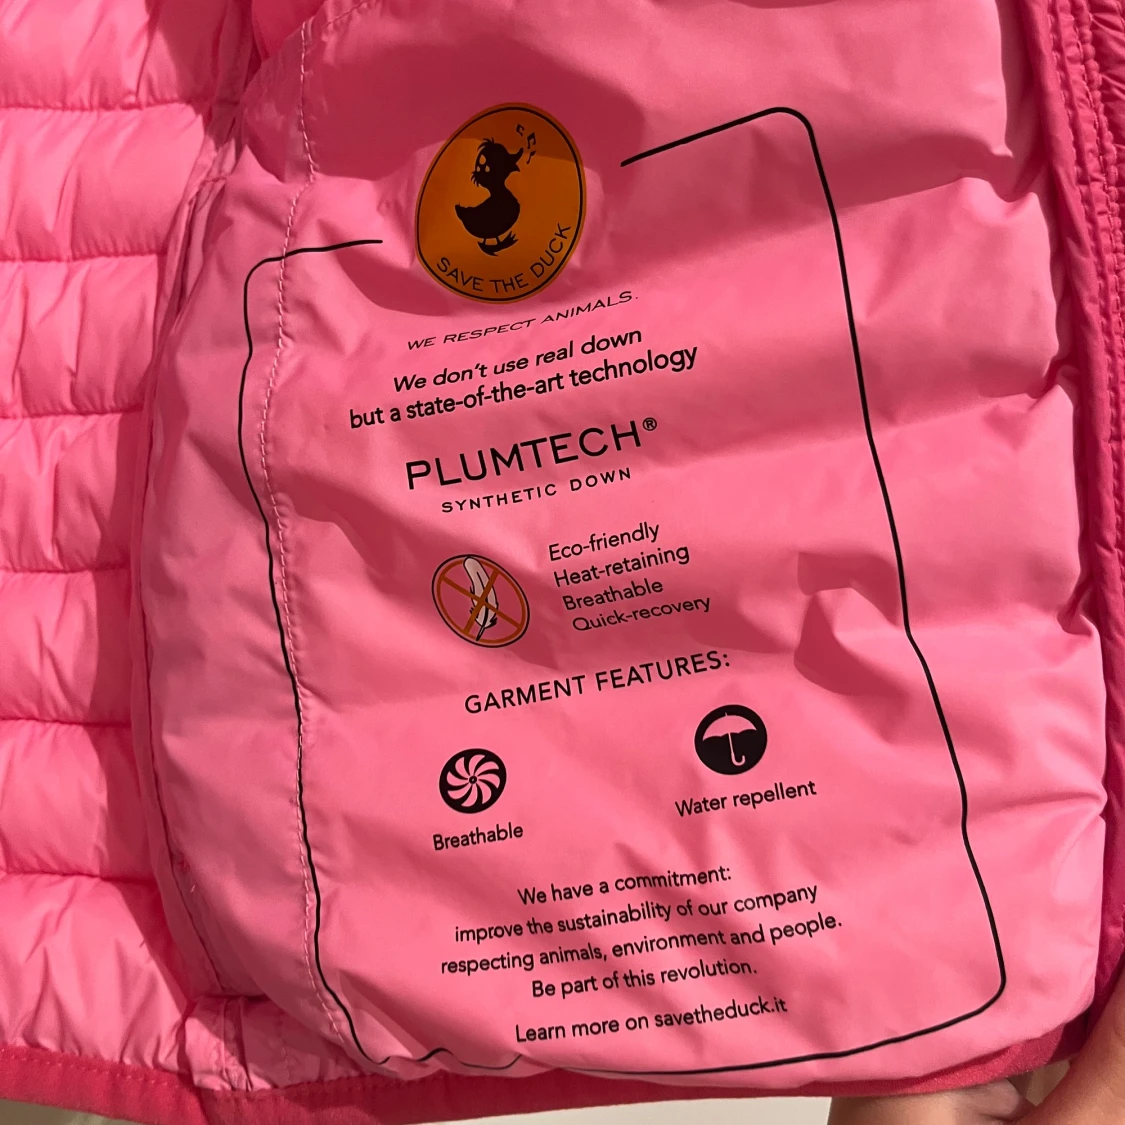 SAVE THE DUCK
WE RESPECT ANIMALS.
We don't use real down
but a state-of-the-art technology
PLUMTECH®
SYNTHETIC DOWN
Eco-friendly
Heat-retaining
Breathable
Quick-recovery
GARMENT FEATURES:
Breathable
Water repellent
We have a commitment:
improve the sustainability of our company
respecting animals, environment and people.
Be part of this revolution.
Learn more on savetheduck.it